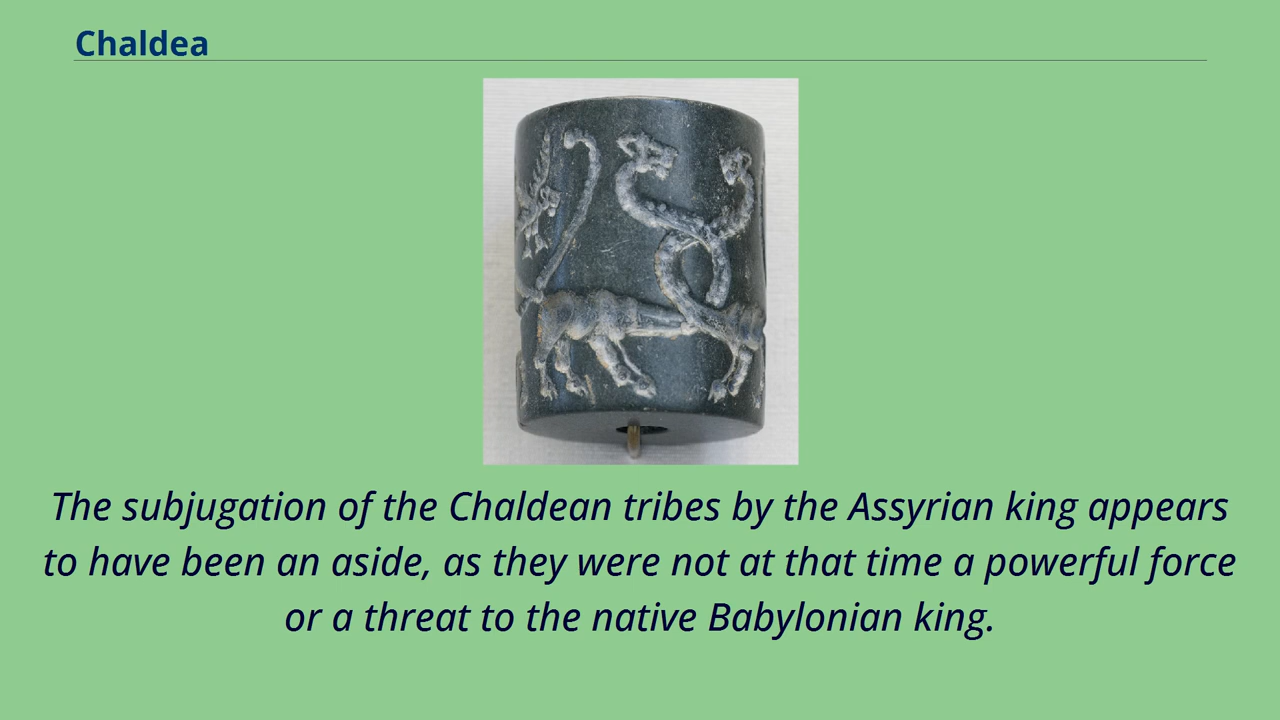 Chaldea
The subjugation of the Chaldean tribes by the Assyrian king appears
to have been an aside, as they were not at that time a powerful force
or a threat to the native Babylonian king.